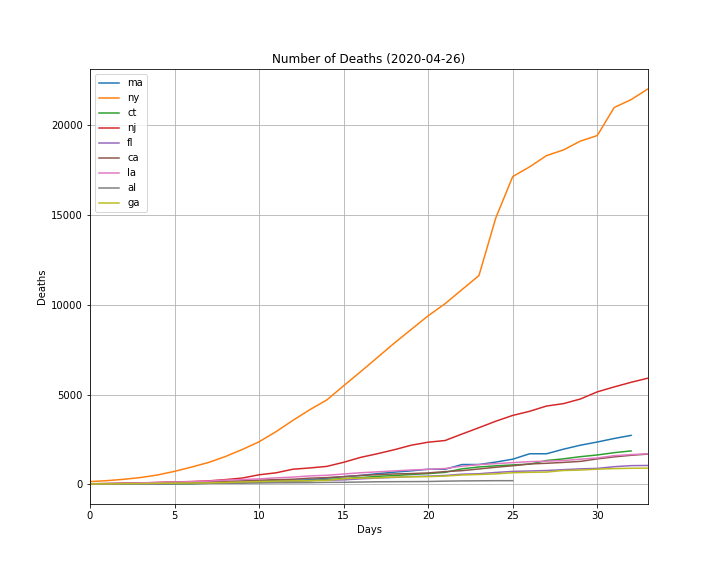 Number of Deaths (2020-04-26)
ma
ny
ct
nj
fl
ca
la
al
ga
20000
15000
10000
5000
0
Deaths
0 5 10 15 20 25 30
Days